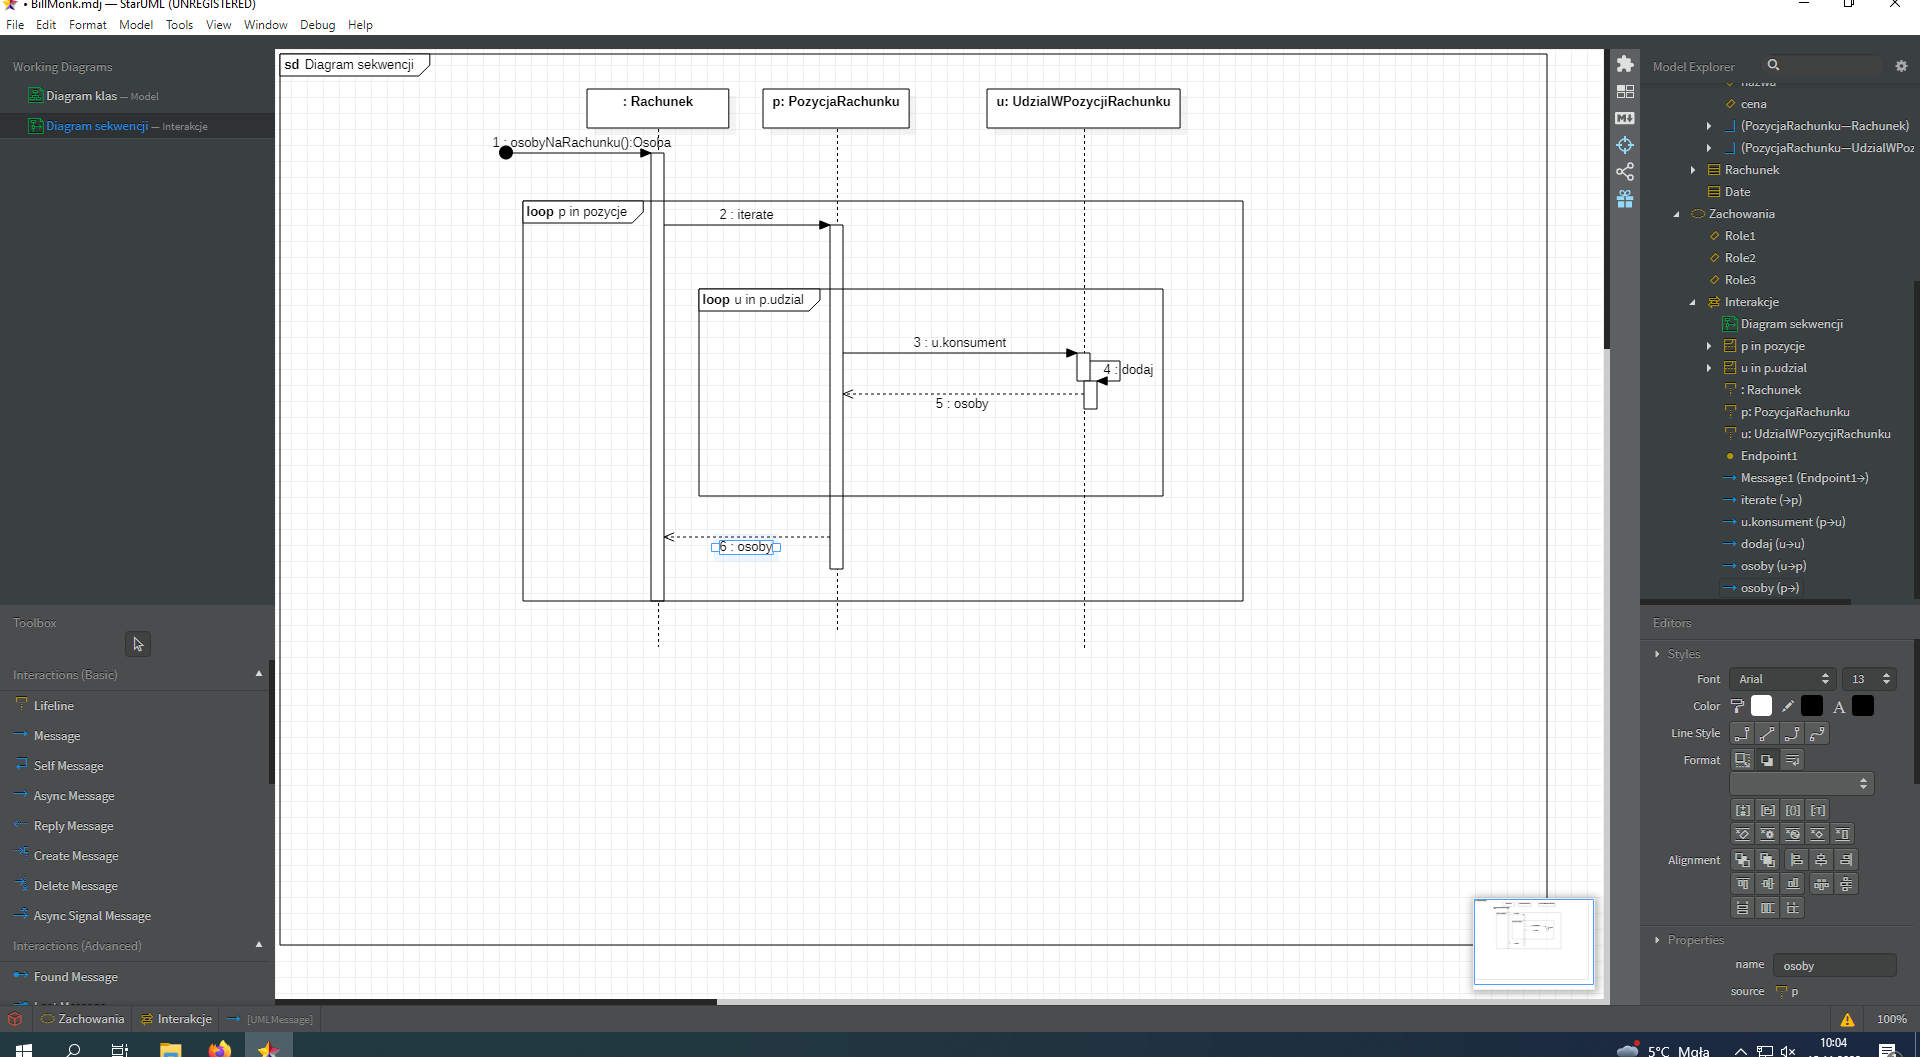 • BillMonk.mdj — StarUML (UNREGISTERED)
File Edit Format Model Tools View Window Debug Help
Working Diagrams
Diagram klas — Model
Diagram sekwencji — Interakcje
Toolbox
Interactions (Basic)
Lifeline
Message
Self Message
Async Message
Reply Message
Create Message
Delete Message
Async Signal Message
Interactions (Advanced)
Found Message
Lost Message
sd Diagram sekwencji
: Rachunek
p: PozycjaRachunku
u: UdzialWPozycjiRachunku
1 : osobyNaRachunku():Osoba
loop p in pozycje
2 : iterate
loop u in p.udzial
3 : u.konsument
4 : dodaj
5 : osoby
6 : osoby
Model Explorer
nazwa
cena
(PozycjaRachunku—Rachunek)
(PozycjaRachunku—UdzialWPoz
Rachunek
Date
Zachowania
Role1
Role2
Role3
Interakcje
Diagram sekwencji
p in pozycje
u in p.udzial
: Rachunek
p: PozycjaRachunku
u: UdzialWPozycjiRachunku
Endpoint1
Message1 (Endpoint1→)
iterate (→p)
u.konsument (p→u)
dodaj (u→u)
osoby (u→p)
osoby (p→)
Editors
Styles
Font Arial 13
Color A
Line Style
Format
Alignment
Properties
name osoby
source p
Zachowania Interakcje [UMLMessage]
100%
5°C Mgła
10:04